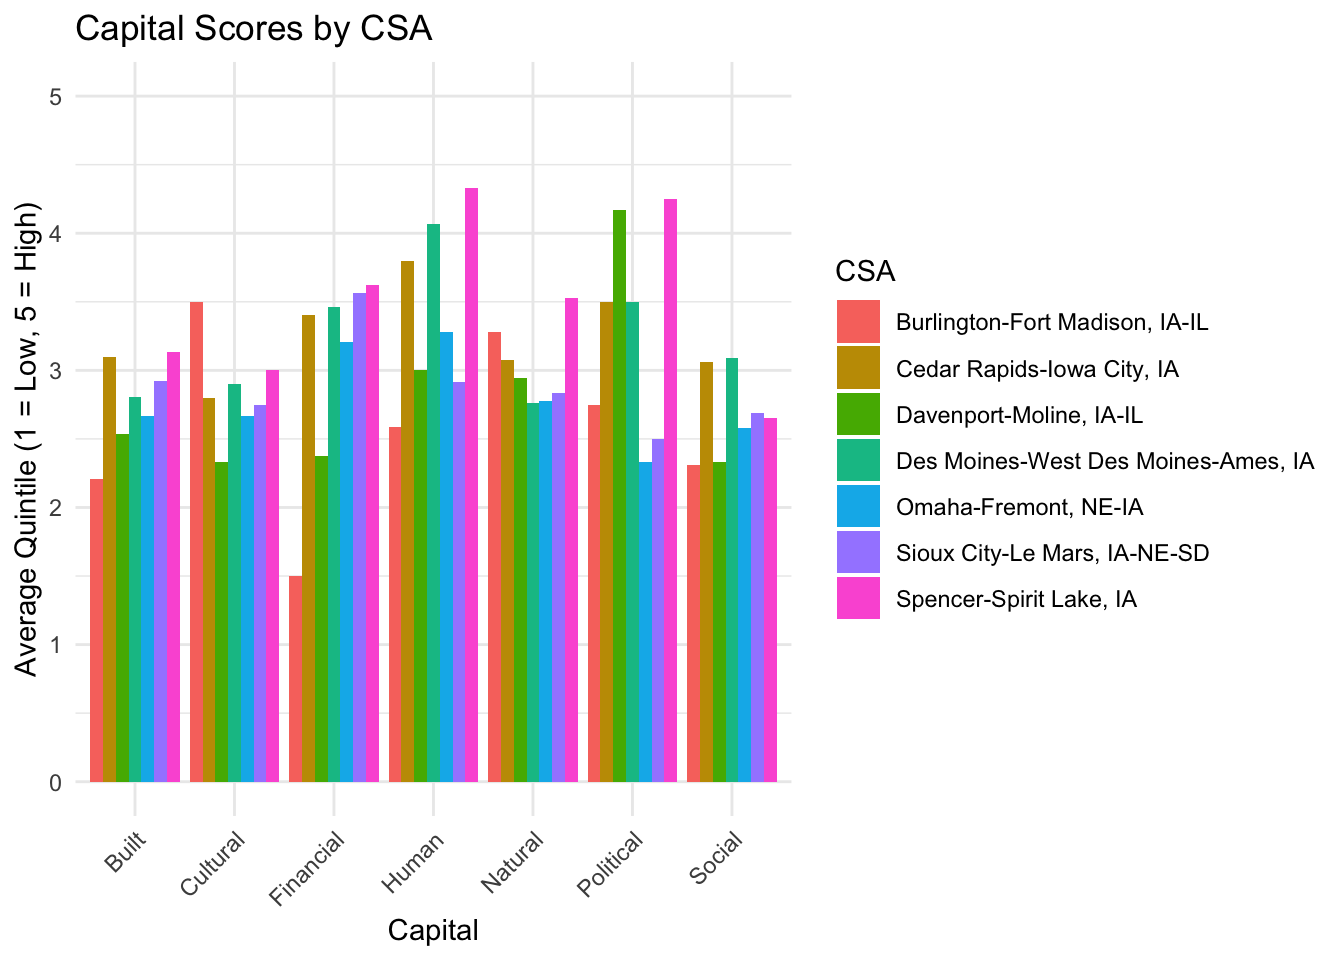 Capital Scores by CSA
Average Quintile (1 = Low, 5 = High)
5
4
3
2
1
0
Built
Cultural
Financial
Human
Natural
Political
Social
Capital
CSA
Burlington-Fort Madison, IA-IL
Cedar Rapids-Iowa City, IA
Davenport-Moline, IA-IL
Des Moines-West Des Moines-Ames, IA
Omaha-Fremont, NE-IA
Sioux City-Le Mars, IA-NE-SD
Spencer-Spirit Lake, IA